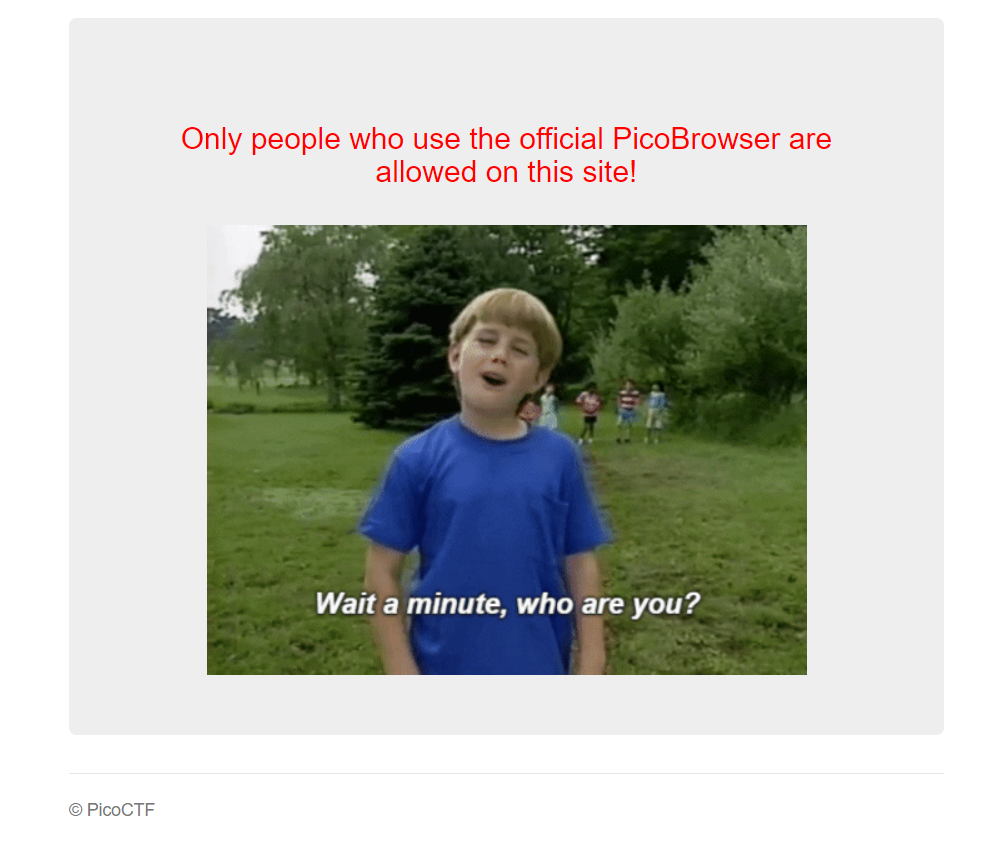 Only people who use the official PicoBrowser are
allowed on this site!
Wait a minute, who are you?
© PicoCTF